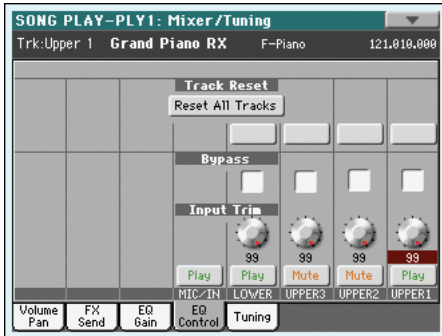 SONG PLAY-PLY1: Mixer/Tuning
Trk:Upper 1 Grand Piano RX F-Piano 121.010.000
Track Reset
Reset All Tracks
Bypass
Input Trim
99 99 99 99
Play Play Mute Mute Play
MIC/IN LOWER UPPER3 UPPER2 UPPER1
Volume Pan FX Send EQ Gain EQ Control Tuning